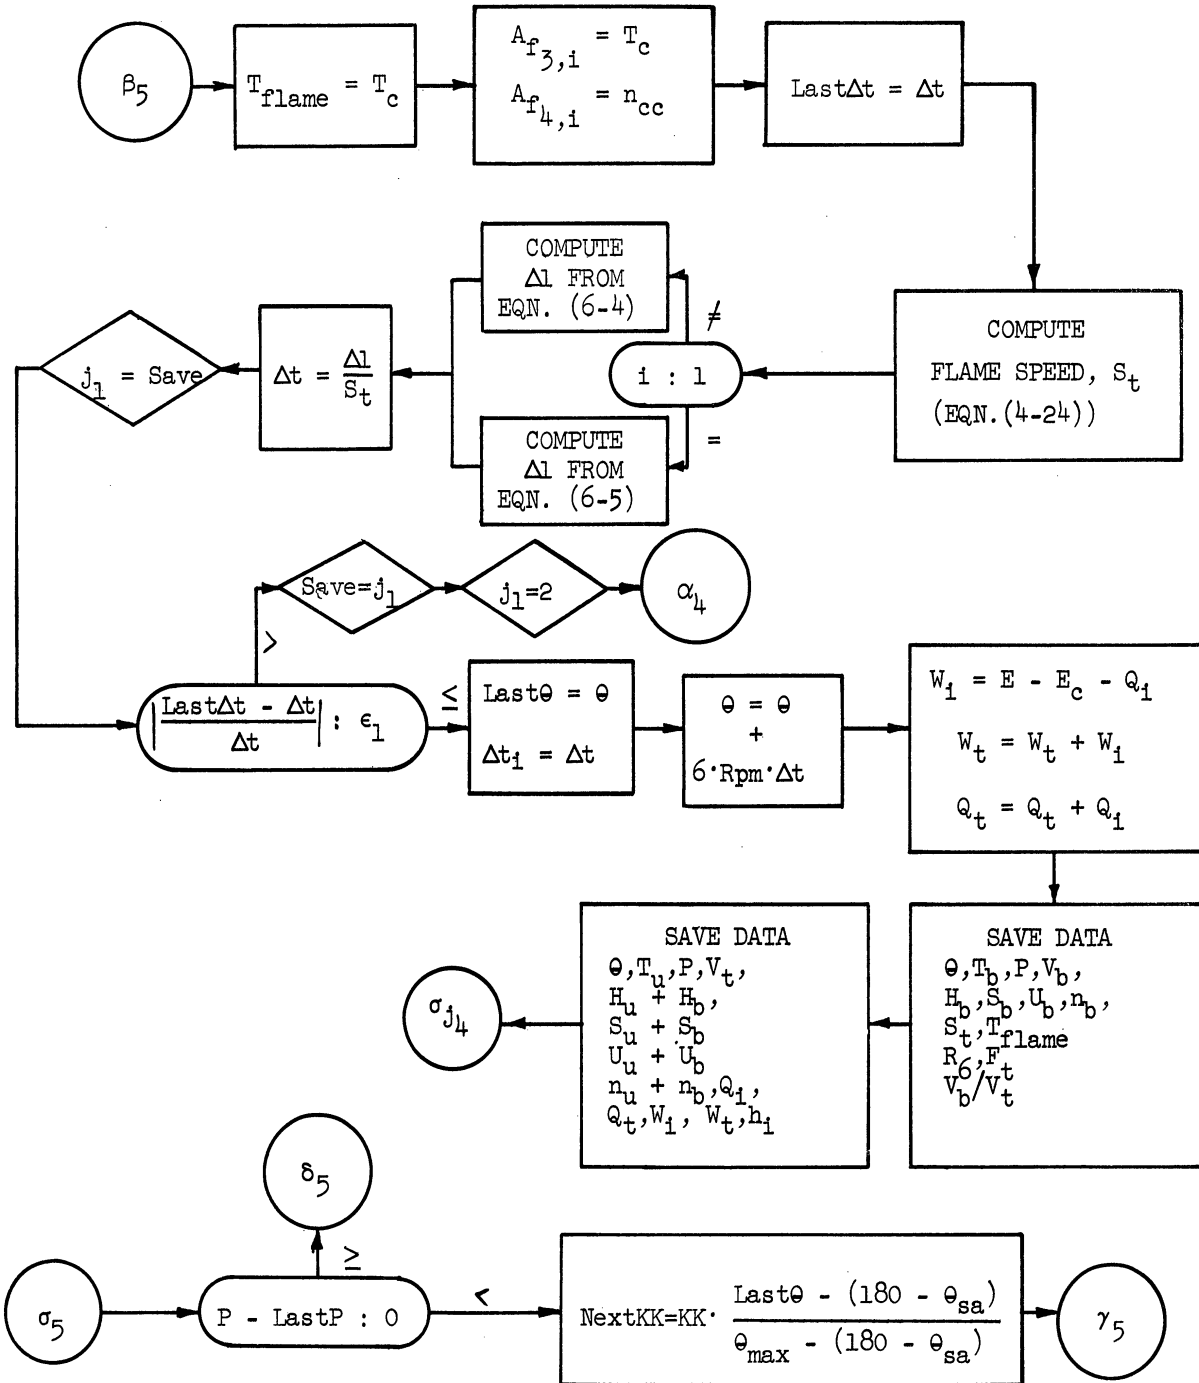 β5
T_flame = T_c
A_f3,i = T_c
A_f4,i = n_cc
LastΔt = Δt
COMPUTE
FLAME SPEED, S_t
(EQN.(4-24))
i : 1
≠
=
COMPUTE
Δl FROM
EQN. (6-4)
COMPUTE
Δl FROM
EQN. (6-5)
Δt = Δl / S_t
j_1 = Save
|LastΔt - Δt / Δt| : ϵ_1
>
Save=j_1
j_1=2
α_4
≤
Lastθ = θ
Δt_i = Δt
θ = θ
+
6·Rpm·Δt
W_i = E - E_c - Q_i
W_t = W_t + W_i
Q_t = Q_t + Q_i
SAVE DATA
θ,T_b,P,V_b,
H_b,S_b,U_b,n_b,
S_t,T_flame
R_6,F_t
V_b/V_t
SAVE DATA
θ,T_u,P,V_t,
H_u + H_b,
S_u + S_b
U_u + U_b
n_u + n_b,Q_i,
Q_t,W_i, W_t,h_i
σ_j4
σ_5
P - LastP : 0
≥
δ_5
<
NextKK=KK· Lastθ - (180 - θ_sa) / θ_max - (180 - θ_sa)
γ_5